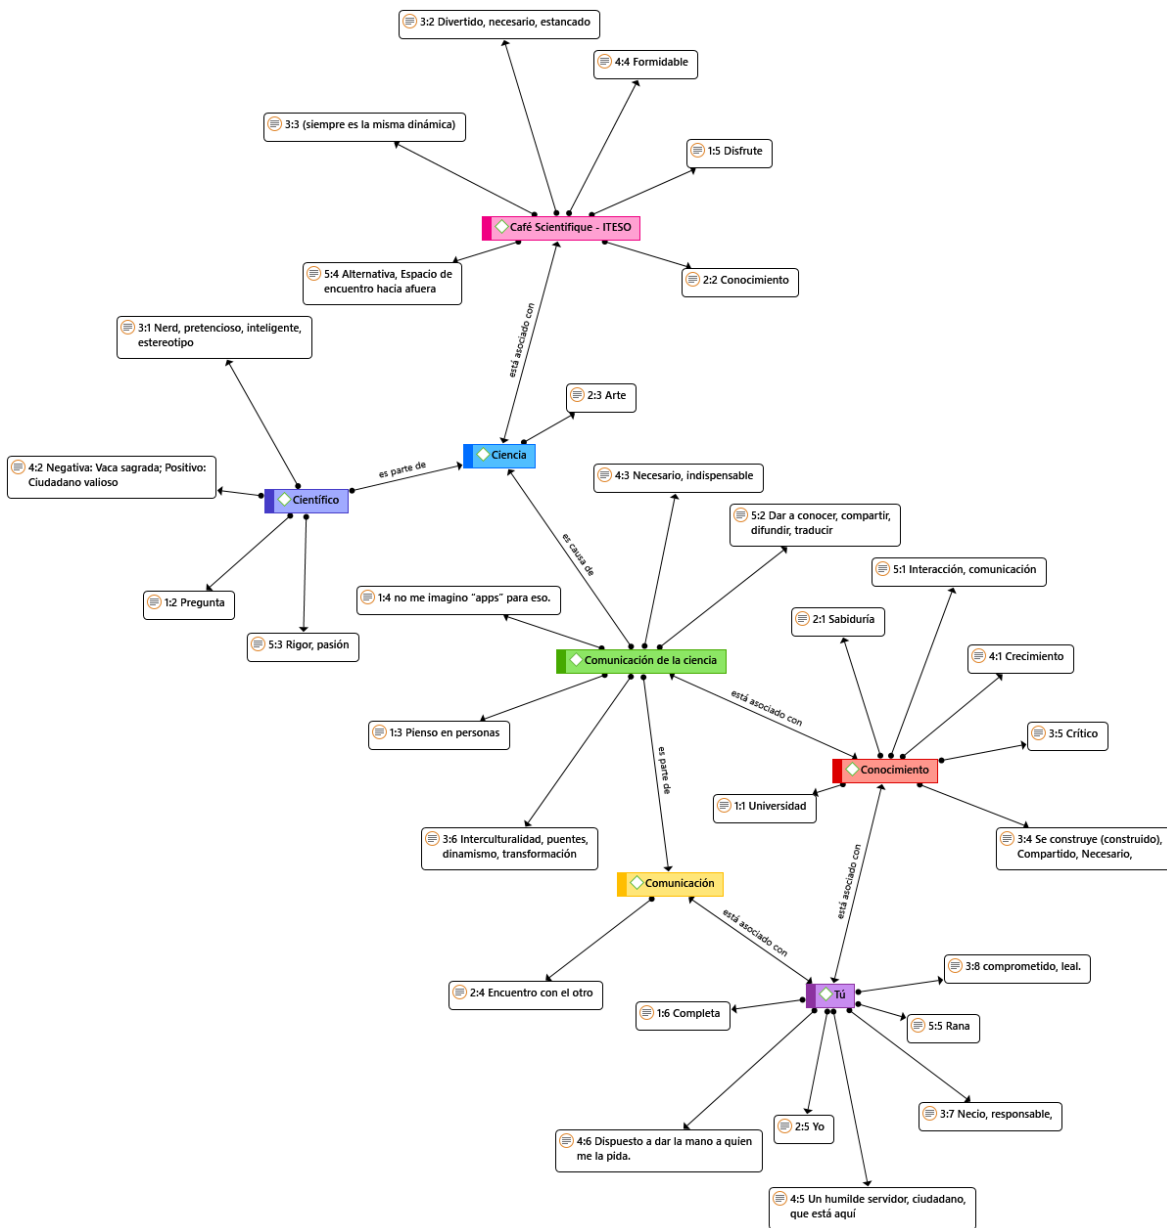 3:2 Divertido, necesario, estancado
4:4 Formidable
3:3 (siempre es la misma dinámica)
1:5 Disfrute
Café Scientifique - ITESO
5:4 Alternativa, Espacio de
encuentro hacia afuera
2:2 Conocimiento
está asociado con
3:1 Nerd, pretencioso, inteligente,
estereotipo
2:3 Arte
Ciencia
4:2 Negativa: Vaca sagrada; Positivo:
Ciudadano valioso
es parte de
Científico
4:3 Necesario, indispensable
5:2 Dar a conocer, compartir,
difundir, traducir
es causa de
5:1 Interacción, comunicación
1:2 Pregunta
1:4 no me imagino "apps" para eso.
2:1 Sabiduría
5:3 Rigor, pasión
4:1 Crecimiento
Comunicación de la ciencia
está asociado con
1:3 Pienso en personas
3:5 Crítico
es parte de
Conocimiento
1:1 Universidad
3:6 Interculturalidad, puentes,
dinamismo, transformación
3:4 Se construye (construido),
Compartido, Necesario,
está asociado con
Comunicación
está asociado con
2:4 Encuentro con el otro
3:8 comprometido, leal.
Tú
1:6 Completa
5:5 Rana
3:7 Necio, responsable,
2:5 Yo
4:6 Dispuesto a dar la mano a quien
me la pida.
4:5 Un humilde servidor, ciudadano,
que está aquí